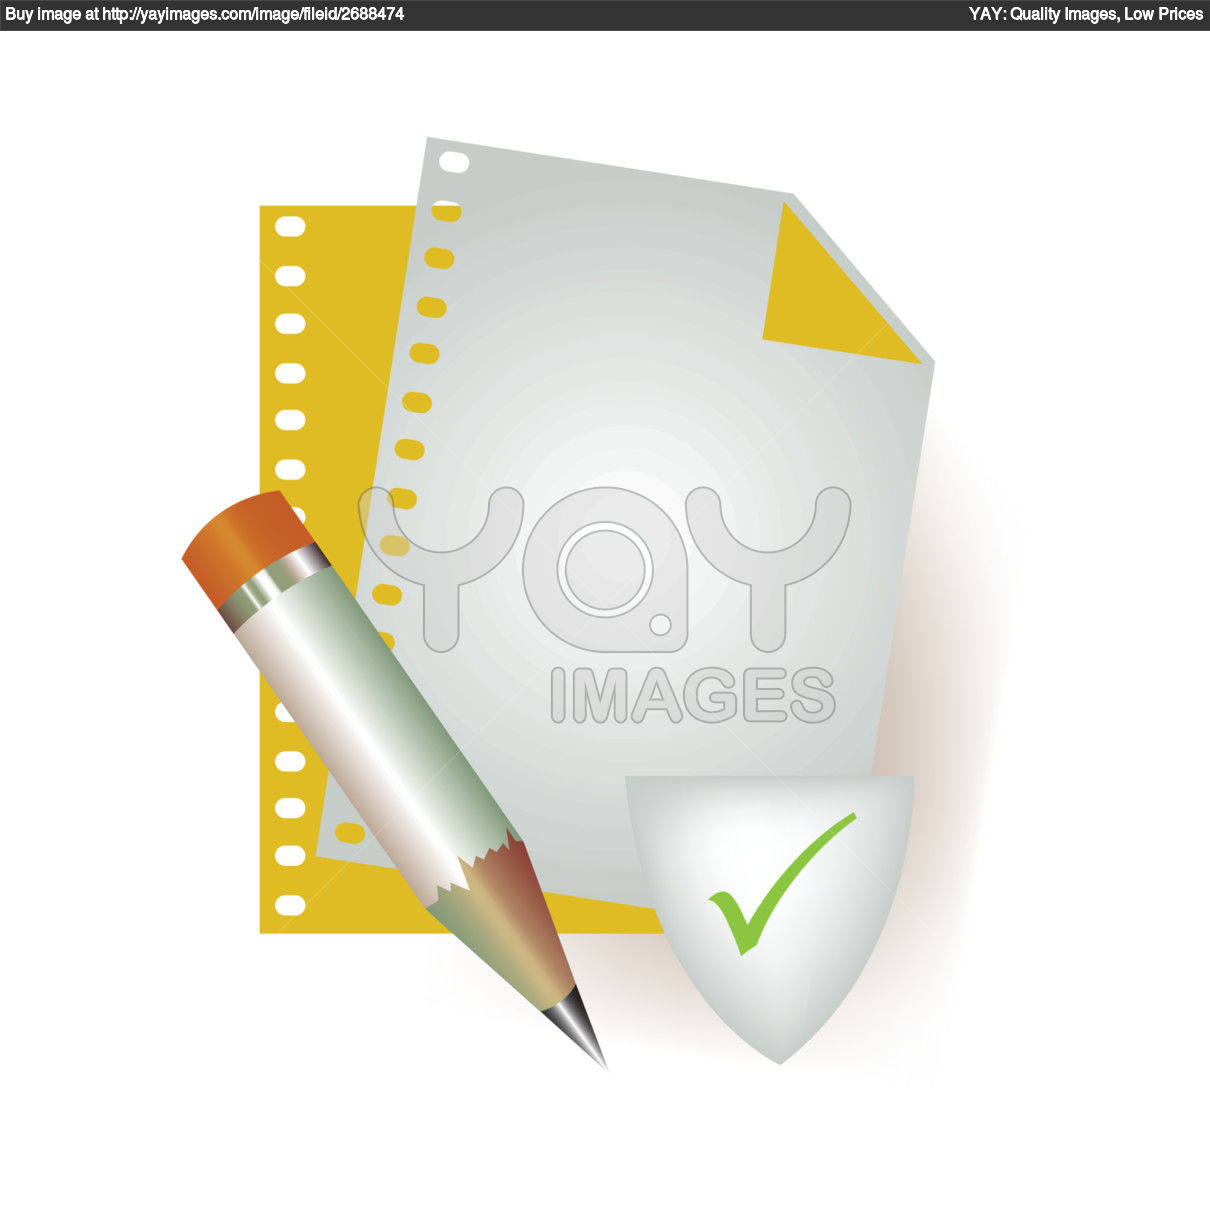 Buy image at http://yayimages.com/image/fileid/2688474
YAY: Quality Images, Low Prices
YAY
IMAGES